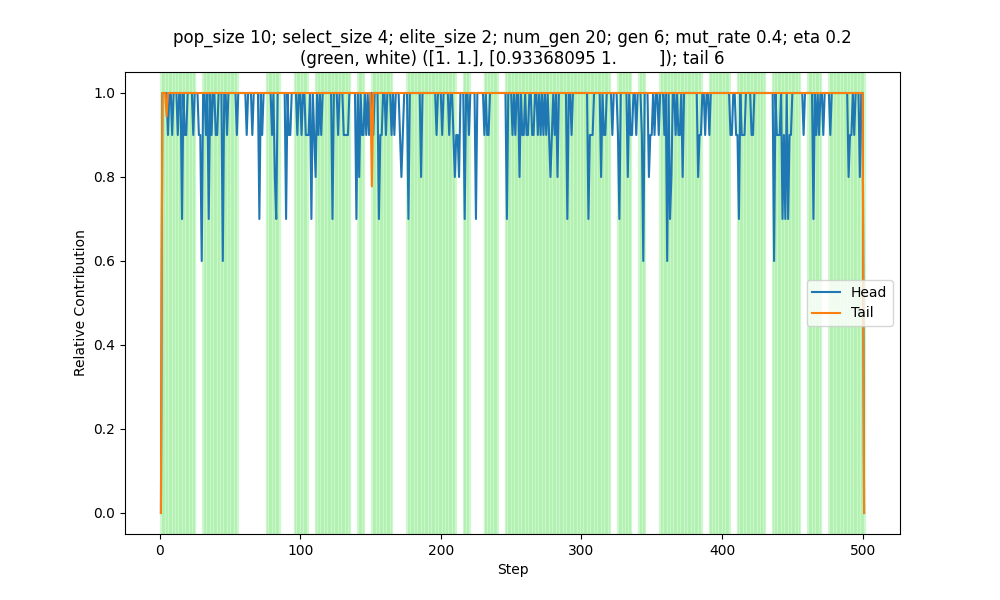 pop_size 10; select_size 4; elite_size 2; num_gen 20; gen 6; mut_rate 0.4; eta 0.2
(green, white) ([1. 1.], [0.93368095 1.         ]); tail 6
1.0
0.8
0.6
0.4
0.2
0.0
Relative Contribution
Head
Tail
0 100 200 300 400 500
Step